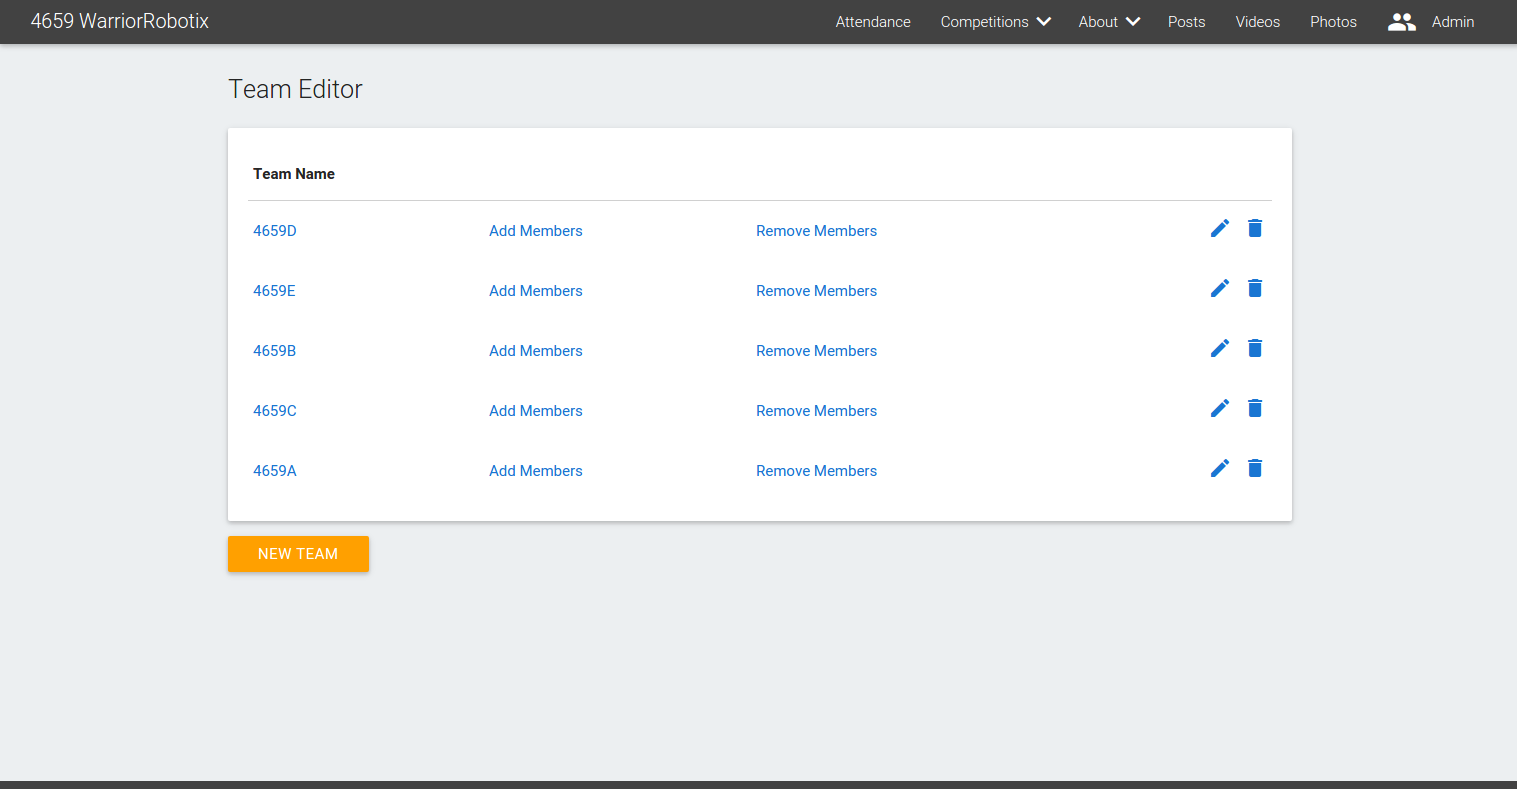 4659 WarriorRobotix Attendance Competitions About Posts Videos Photos Admin
Team Editor
Team Name
4659D Add Members Remove Members
4659E Add Members Remove Members
4659B Add Members Remove Members
4659C Add Members Remove Members
4659A Add Members Remove Members
NEW TEAM